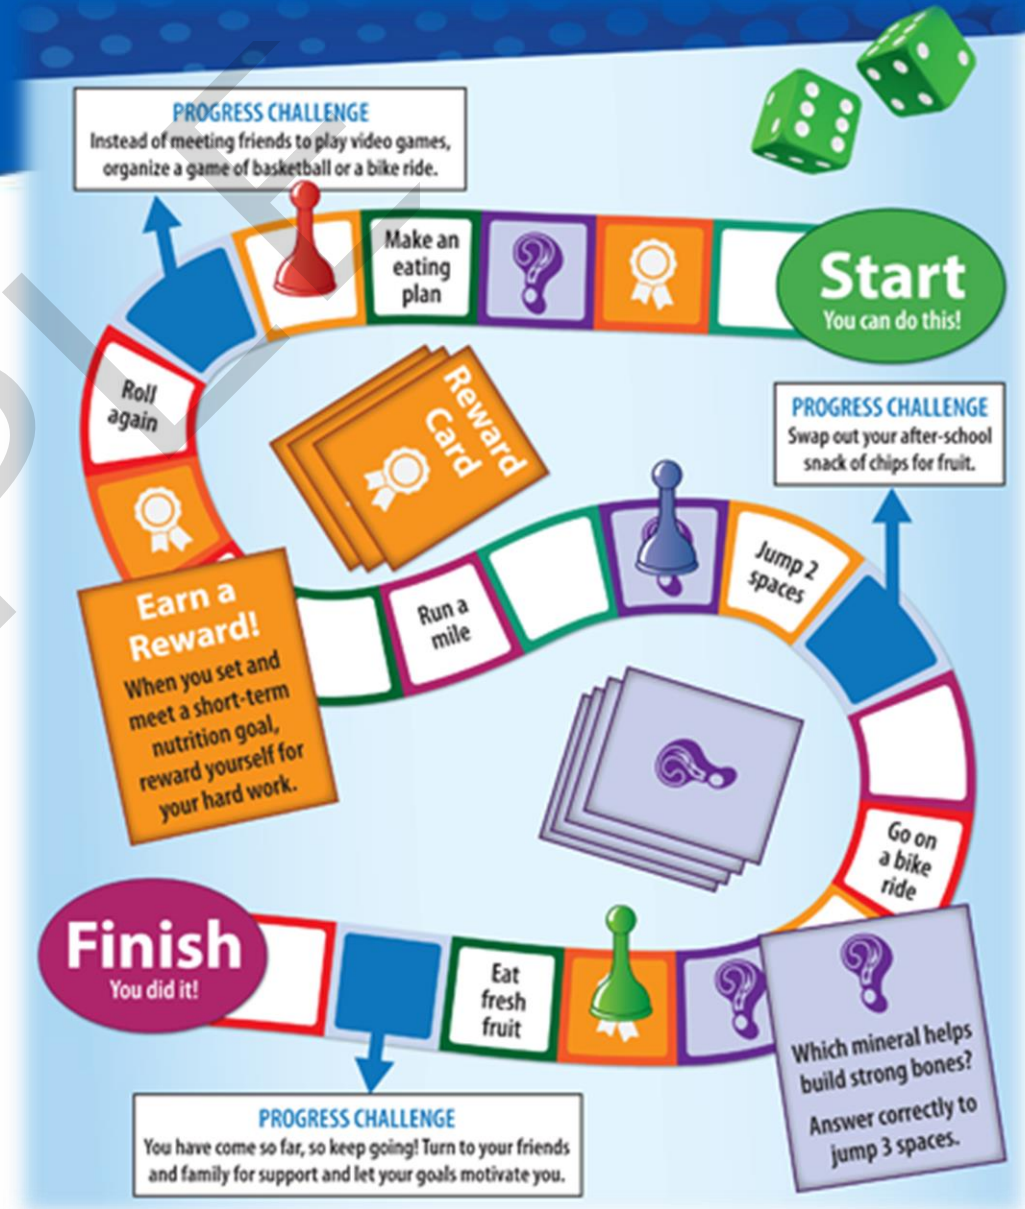 PROGRESS CHALLENGE
Instead of meeting friends to play video games,
organize a game of basketball or a bike ride.
Start
You can do this!
Make an
eating
plan
Roll
again
Reward
Card
PROGRESS CHALLENGE
Swap out your after-school
snack of chips for fruit.
Jump 2
spaces
Run a
mile
Earn a
Reward!
When you set and
meet a short-term
nutrition goal,
reward yourself for
your hard work.
Go on
a bike
ride
?
?
?
?
Which mineral helps
build strong bones?
Answer correctly to
jump 3 spaces.
Eat
fresh
fruit
Finish
You did it!
PROGRESS CHALLENGE
You have come so far, so keep going! Turn to your friends
and family for support and let your goals motivate you.